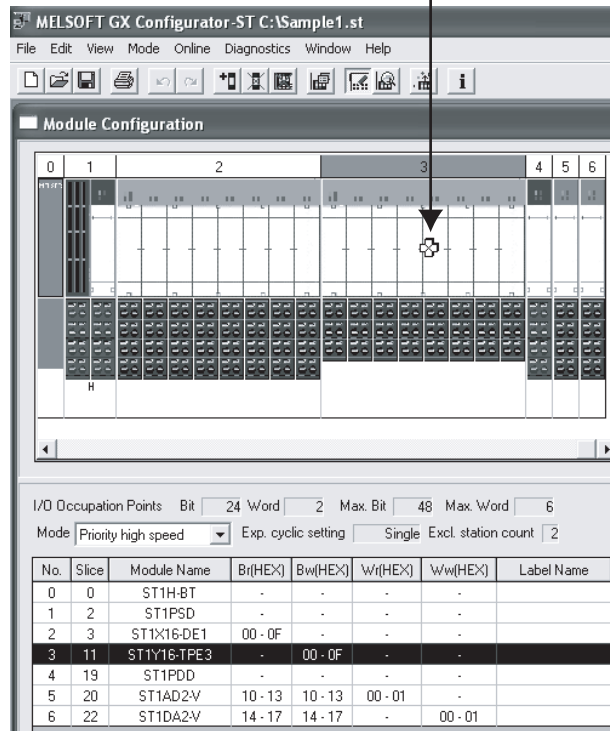 MELSOFT GX Configurator-ST C:\Sample1.st
File Edit View Mode Online Diagnostics Window Help
Module Configuration
0 1 2 3 4 5 6
H
I/O Occupation Points Bit 24 Word 2 Max. Bit 48 Max. Word 6
Mode Priority high speed Exp. cyclic setting Single Excl. station count 2
No. Slice Module Name Br(HEX) Bw(HEX) Wr(HEX) Ww(HEX) Label Name
0 0 ST1H-BT - - - -
1 2 ST1PSD - - - -
2 3 ST1X16-DE1 00 - 0F - - -
3 11 ST1Y16-TPE3 - 00 - 0F - -
4 19 ST1PDD - - - -
5 20 ST1AD2-V 10 - 13 10 - 13 00 - 01 -
6 22 ST1DA2-V 14 - 17 14 - 17 - 00 - 01